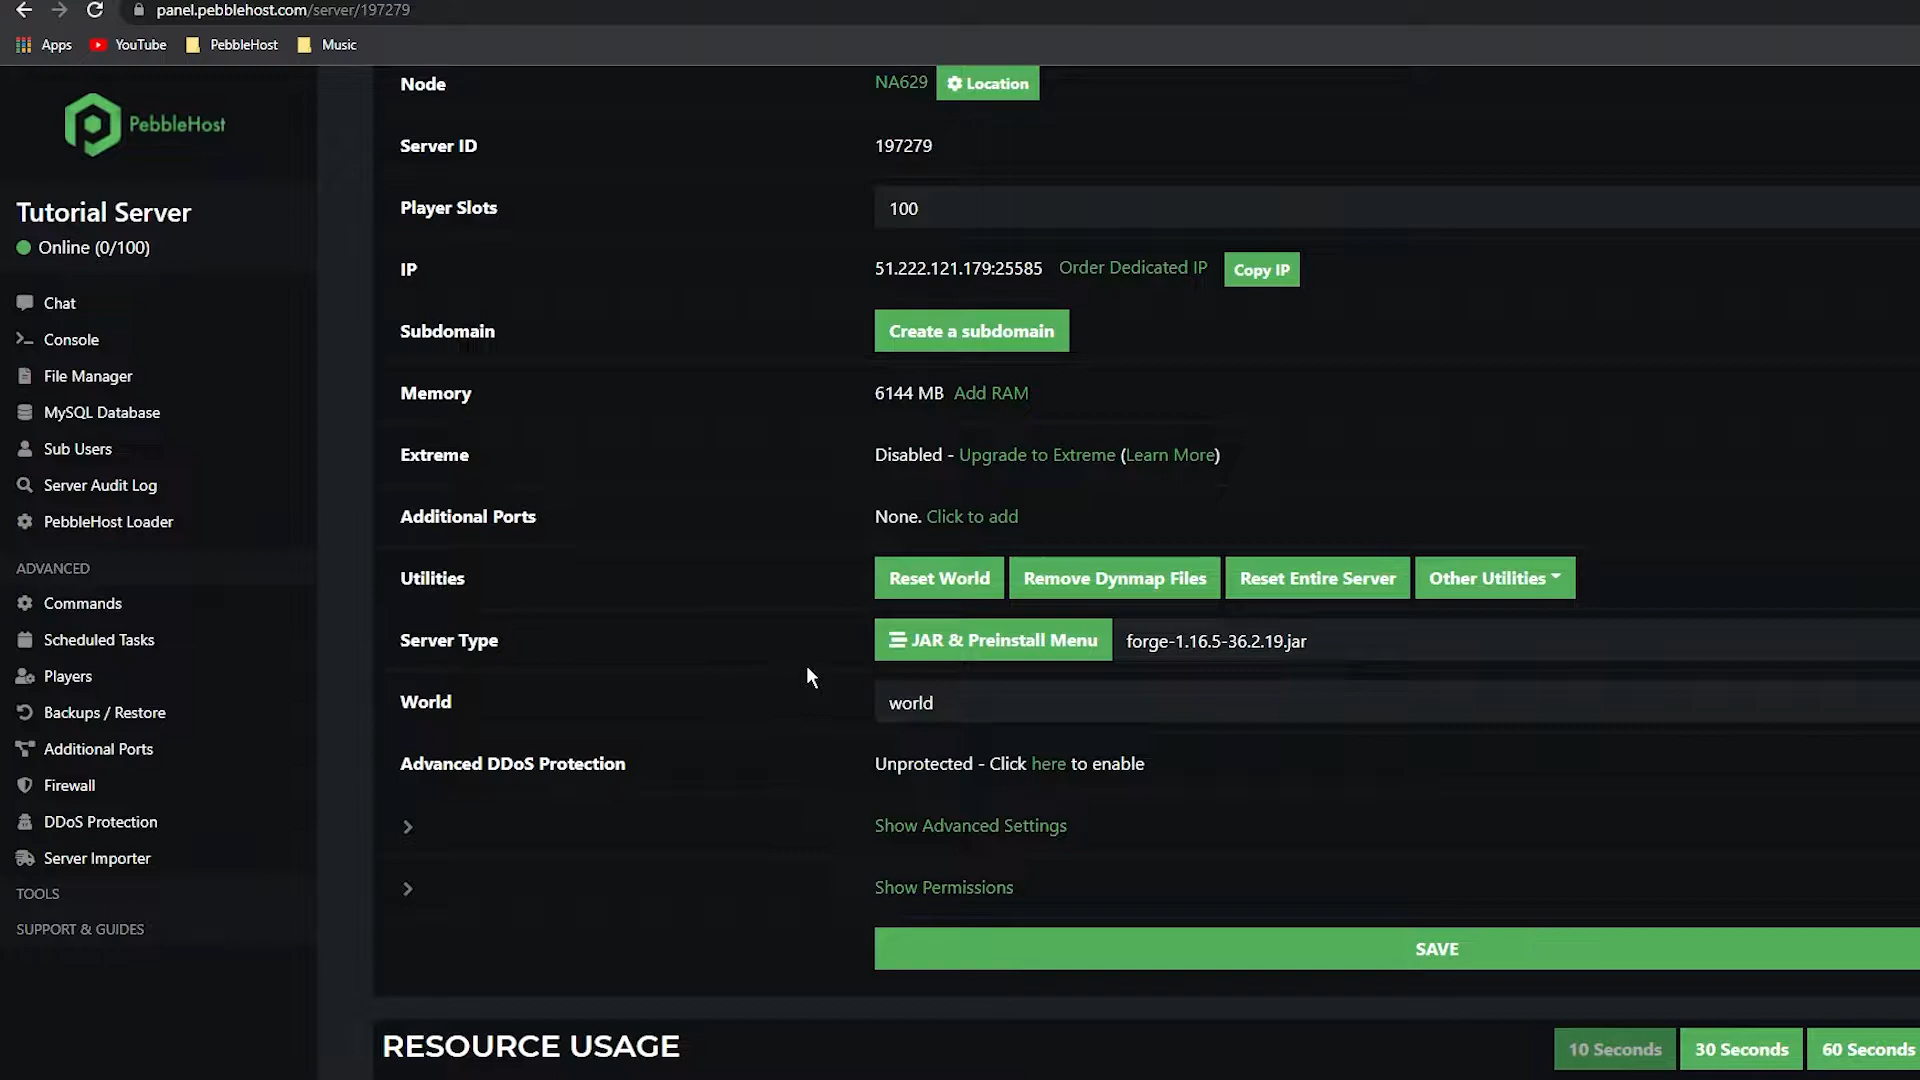 panel.pebblehost.com/server/197279
Apps YouTube PebbleHost Music
PebbleHost
Tutorial Server
Online (0/100)
Chat
Console
File Manager
MySQL Database
Sub Users
Server Audit Log
PebbleHost Loader
ADVANCED
Commands
Scheduled Tasks
Players
Backups / Restore
Additional Ports
Firewall
DDoS Protection
Server Importer
TOOLS
SUPPORT & GUIDES
Node NA629 Location
Server ID 197279
Player Slots 100
IP 51.222.121.179:25585 Order Dedicated IP Copy IP
Subdomain Create a subdomain
Memory 6144 MB Add RAM
Extreme Disabled - Upgrade to Extreme (Learn More)
Additional Ports None. Click to add
Utilities Reset World Remove Dynmap Files Reset Entire Server Other Utilities
Server Type JAR & Preinstall Menu forge-1.16.5-36.2.19.jar
World world
Advanced DDoS Protection Unprotected - Click here to enable
Show Advanced Settings
Show Permissions
SAVE
RESOURCE USAGE 10 Seconds 30 Seconds 60 Seconds